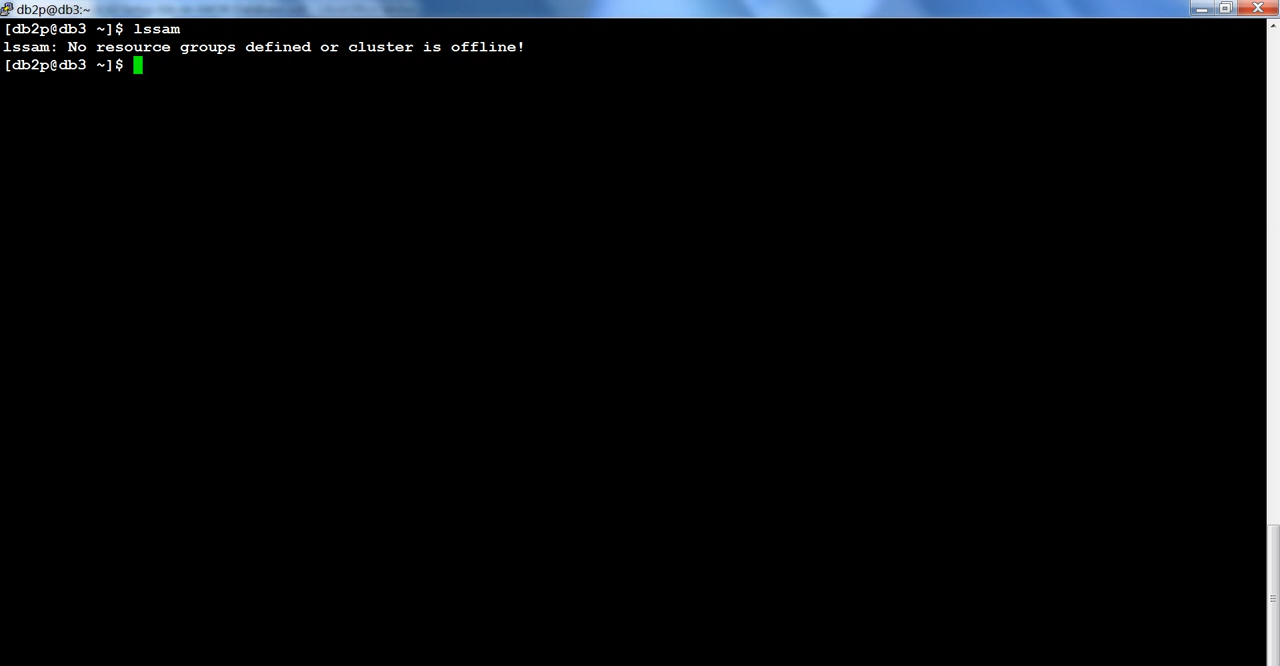 db2p@db3:~
[db2p@db3 ~]$ lssam
lssam: No resource groups defined or cluster is offline!
[db2p@db3 ~]$